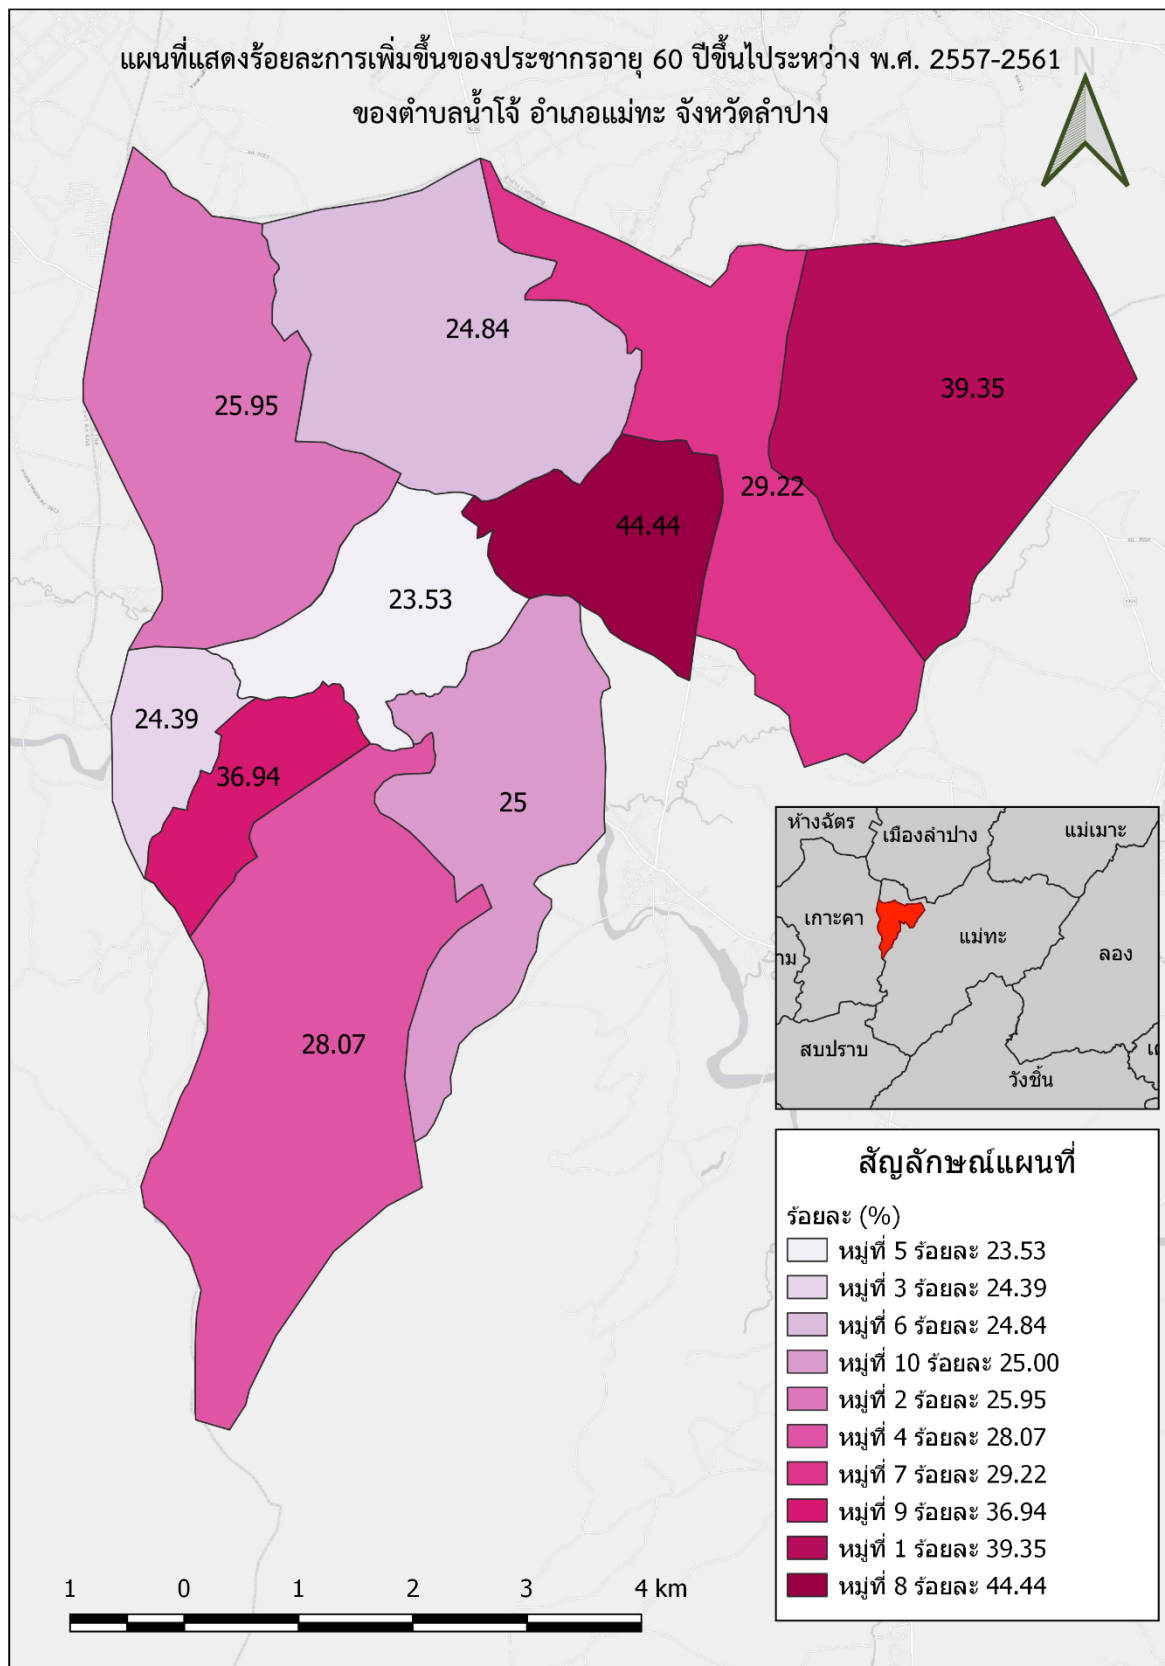 แผนที่แสดงร้อยละการเพิ่มขึ้นของประชากรอายุ 60 ปีขึ้นไประหว่าง พ.ศ. 2557-2561
ของตำบลน้ำโจ้ อำเภอแม่ทะ จังหวัดลำปาง
N
24.84
39.35
25.95
29.22
44.44
23.53
24.39
36.94
25
28.07
ห้างฉัตร
เมืองลำปาง
แม่เมาะ
เกาะคา
แม่ทะ
ลอง
าม
สบปราบ
วังชิ้น
สัญลักษณ์แผนที่
ร้อยละ (%)
หมู่ที่ 5 ร้อยละ 23.53
หมู่ที่ 3 ร้อยละ 24.39
หมู่ที่ 6 ร้อยละ 24.84
หมู่ที่ 10 ร้อยละ 25.00
หมู่ที่ 2 ร้อยละ 25.95
หมู่ที่ 4 ร้อยละ 28.07
หมู่ที่ 7 ร้อยละ 29.22
หมู่ที่ 9 ร้อยละ 36.94
หมู่ที่ 1 ร้อยละ 39.35
หมู่ที่ 8 ร้อยละ 44.44
1 0 1 2 3 4 km